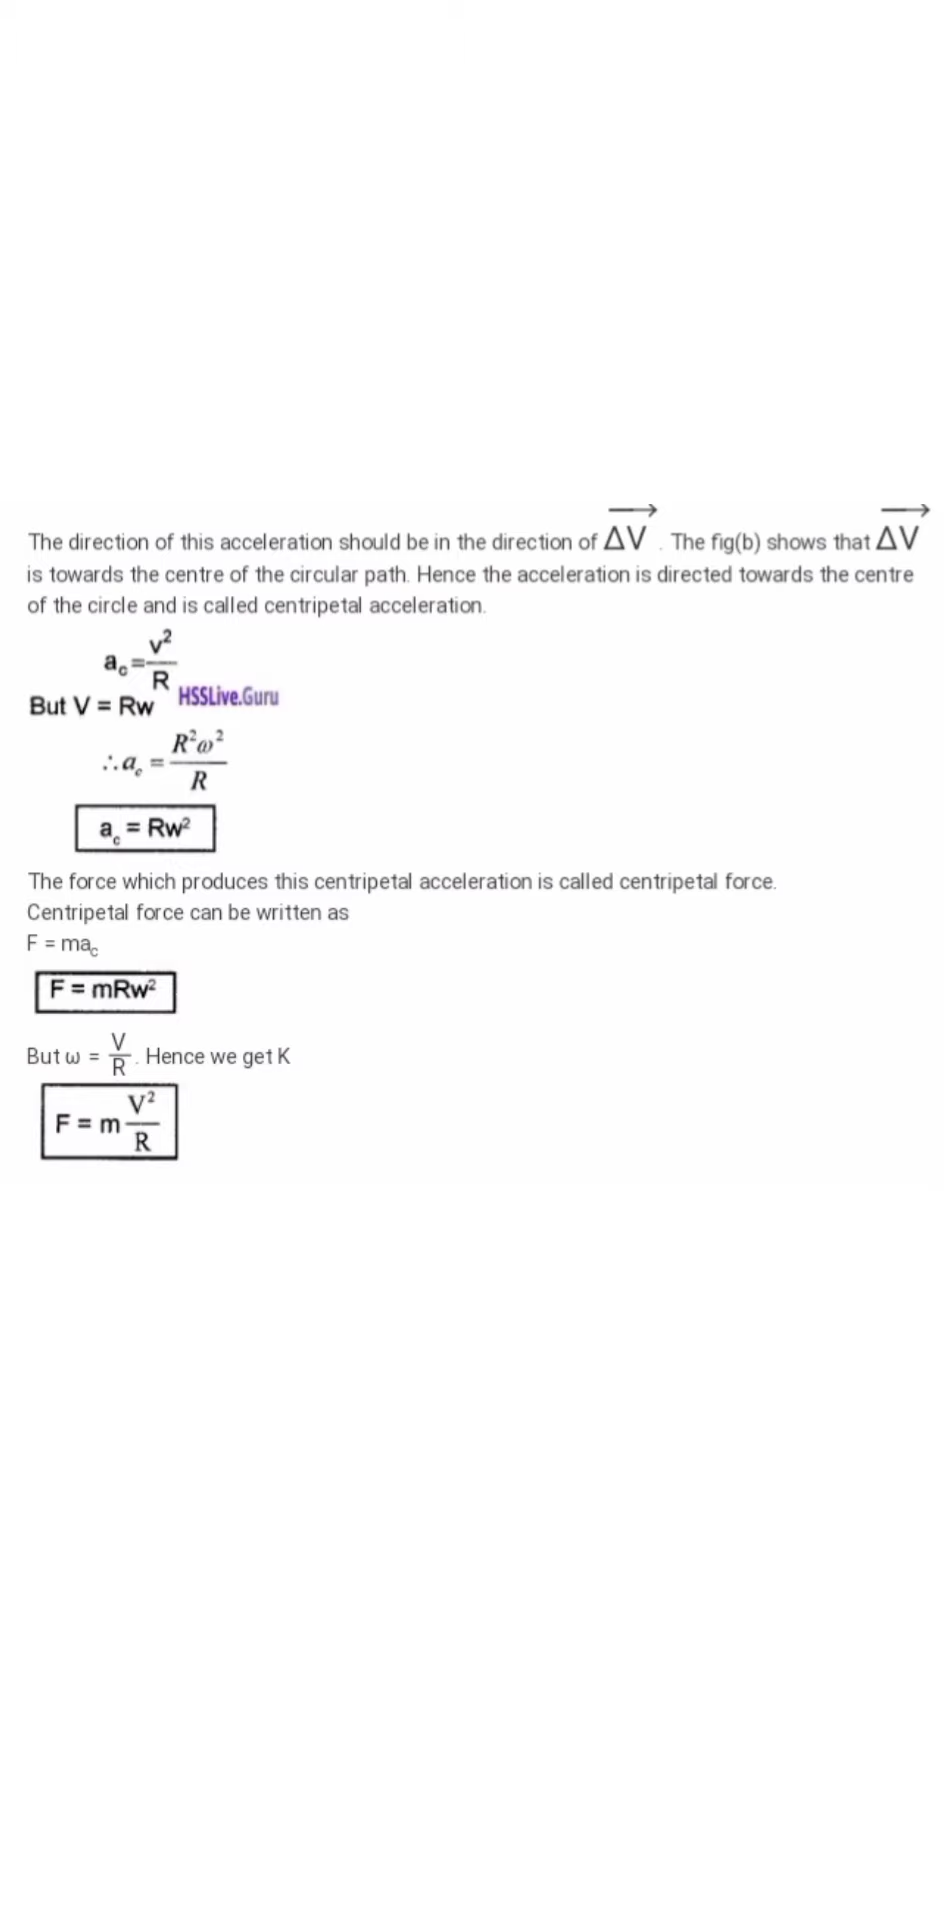 The direction of this acceleration should be in the direction of ΔV⃗ . The fig(b) shows that ΔV⃗
is towards the centre of the circular path. Hence the acceleration is directed towards the centre
of the circle and is called centripetal acceleration.
a_c = v²/R
But V = Rw HSSLive.Guru
∴ a_c = R²ω²/R
a_c = Rw²
The force which produces this centripetal acceleration is called centripetal force.
Centripetal force can be written as
F = ma_c
F = mRw²
But ω = V/R . Hence we get K
F = m V²/R